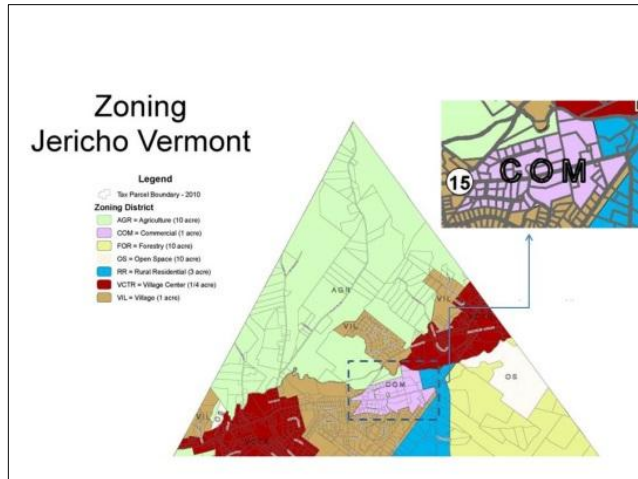 Zoning
Jericho Vermont
Legend
Tax Parcel Boundary - 2010
Zoning District
AGR = Agriculture (10 acre)
COM = Commercial (1 acre)
FOR = Forestry (10 acre)
OS = Open Space (10 acre)
RR = Rural Residential (3 acre)
VCTR = Village Center (1/4 acre)
VIL = Village (1 acre)
COM
15
AGR
VIL
VIL
COM
OS
VIL